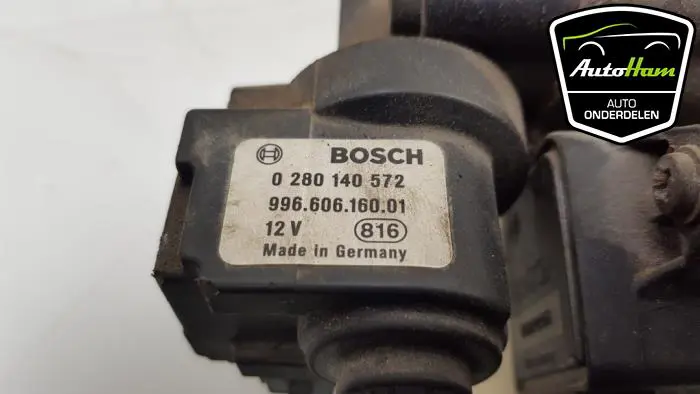 BOSCH
0 280 140 572
996.606.160.01
12 V 816
Made in Germany
AutoHam
AUTO
ONDERDELEN